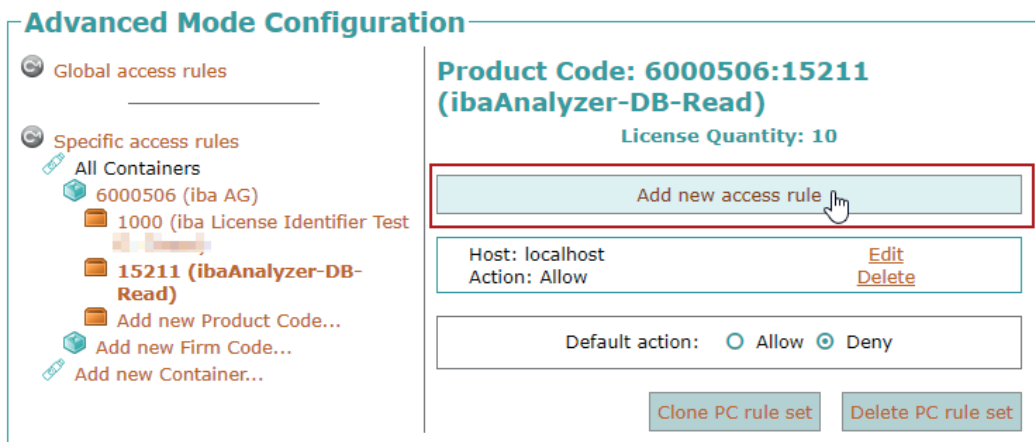 Advanced Mode Configuration
Global access rules
Specific access rules
All Containers
6000506 (iba AG)
1000 (iba License Identifier Test
15211 (ibaAnalyzer-DB-
Read)
Add new Product Code...
Add new Firm Code...
Add new Container...
Product Code: 6000506:15211
(ibaAnalyzer-DB-Read)
License Quantity: 10
Add new access rule
Host: localhost Edit
Action: Allow Delete
Default action: Allow Deny
Clone PC rule set Delete PC rule set